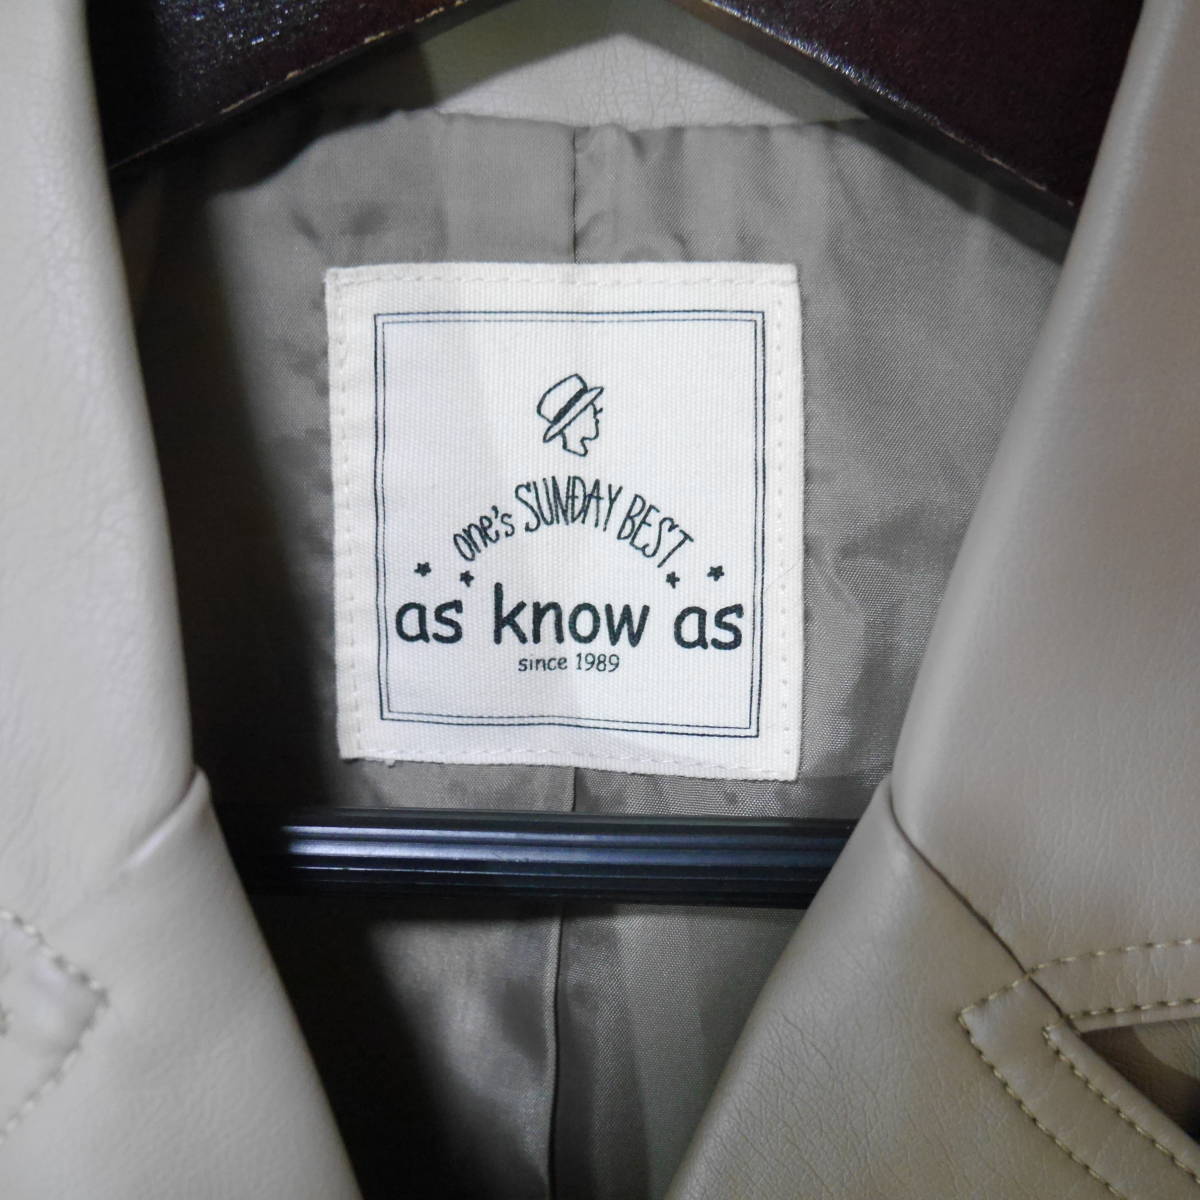 one's SUNDAY BEST
as know as
since 1989